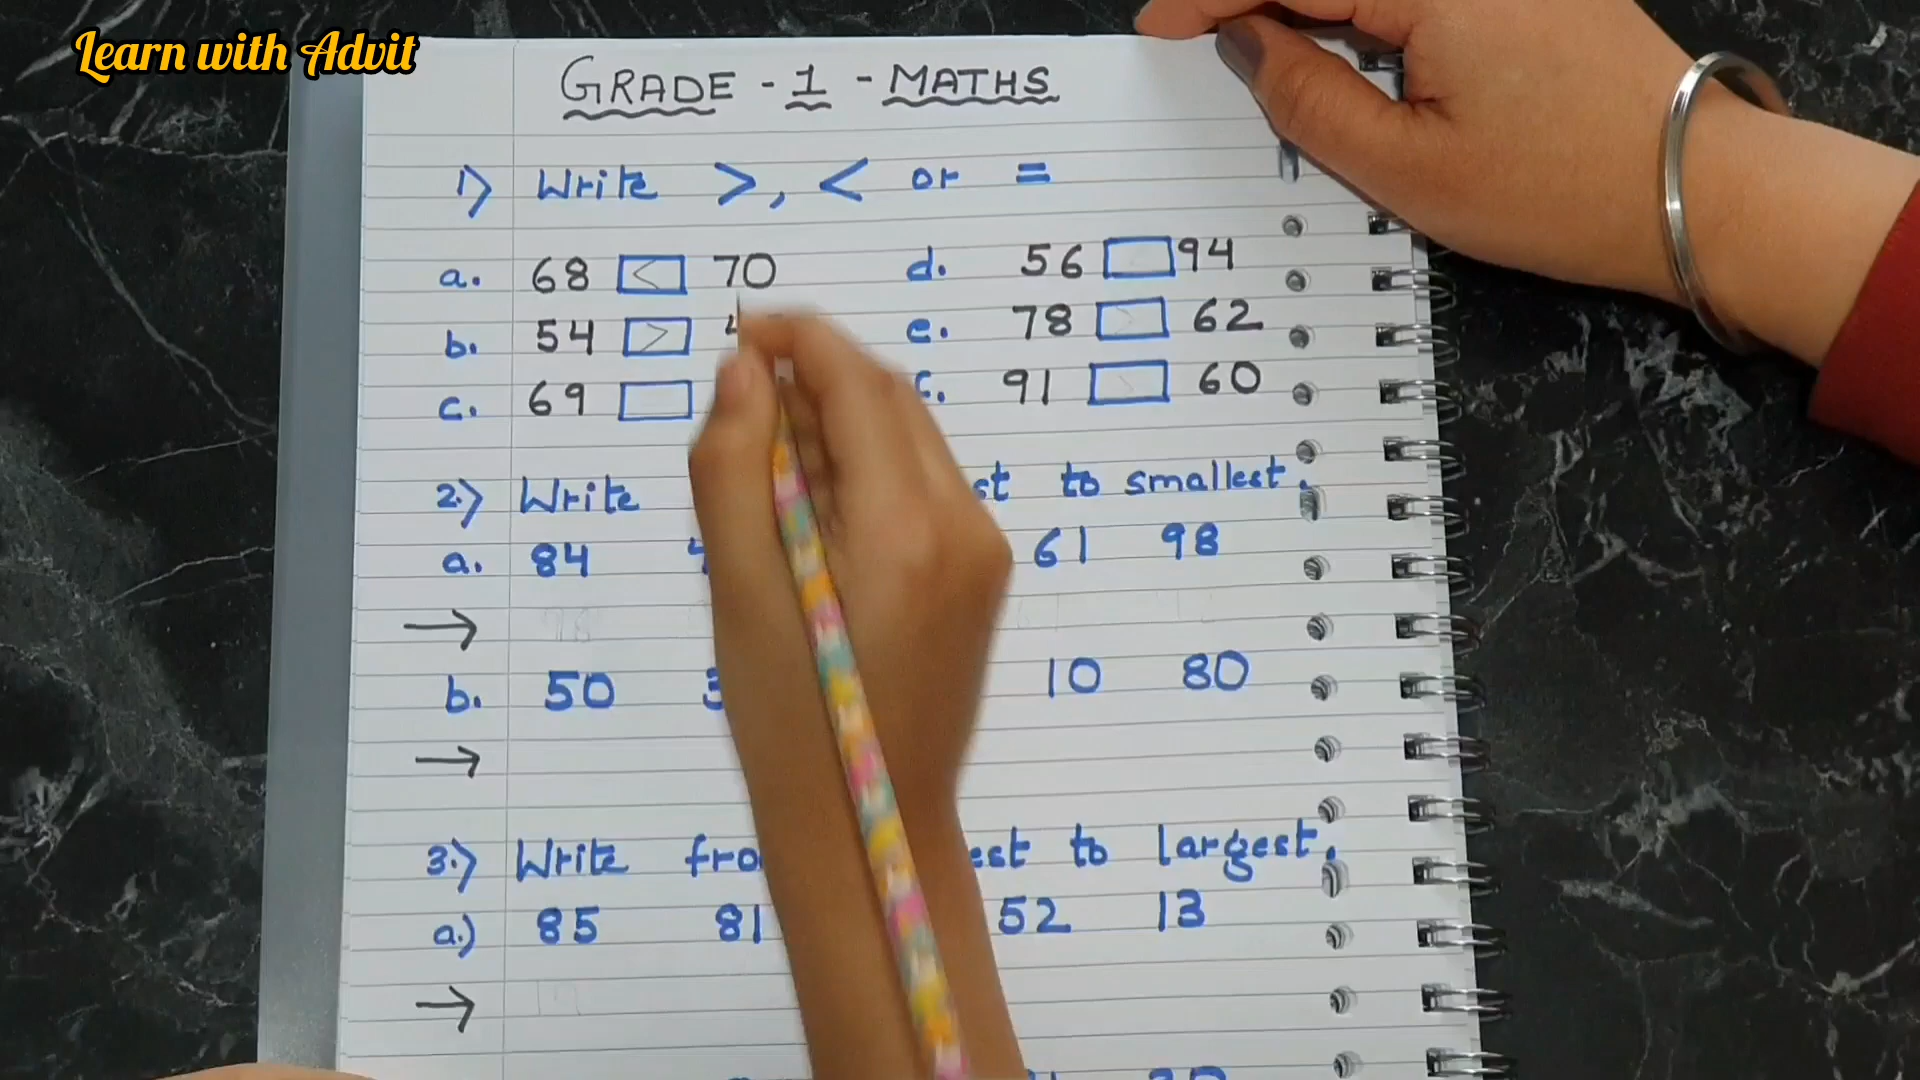 Learn with Advit
GRADE - 1 - MATHS
1) Write >, < or =
a. 68 < 70
d. 56 94
b. 54 >
e. 78 > 62
c. 69
f. 91 > 60
2.) Write to smallest.
a. 84 61 98
→
b. 50 10 80
→
3.) Write to largest.
a.) 85 81 52 13
→